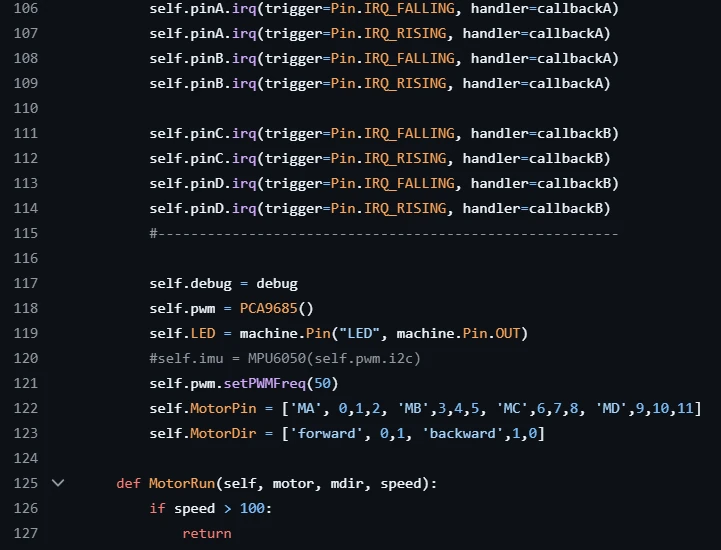 106 self.pinA.irq(trigger=Pin.IRQ_FALLING, handler=callbackA)
107 self.pinA.irq(trigger=Pin.IRQ_RISING, handler=callbackA)
108 self.pinB.irq(trigger=Pin.IRQ_FALLING, handler=callbackA)
109 self.pinB.irq(trigger=Pin.IRQ_RISING, handler=callbackA)
110
111 self.pinC.irq(trigger=Pin.IRQ_FALLING, handler=callbackB)
112 self.pinC.irq(trigger=Pin.IRQ_RISING, handler=callbackB)
113 self.pinD.irq(trigger=Pin.IRQ_FALLING, handler=callbackB)
114 self.pinD.irq(trigger=Pin.IRQ_RISING, handler=callbackB)
115 #--------------------------------------------------------
116
117 self.debug = debug
118 self.pwm = PCA9685()
119 self.LED = machine.Pin("LED", machine.Pin.OUT)
120 #self.imu = MPU6050(self.pwm.i2c)
121 self.pwm.setPWMFreq(50)
122 self.MotorPin = ['MA', 0,1,2, 'MB',3,4,5, 'MC',6,7,8, 'MD',9,10,11]
123 self.MotorDir = ['forward', 0,1, 'backward',1,0]
124
125 def MotorRun(self, motor, mdir, speed):
126 if speed > 100:
127 return